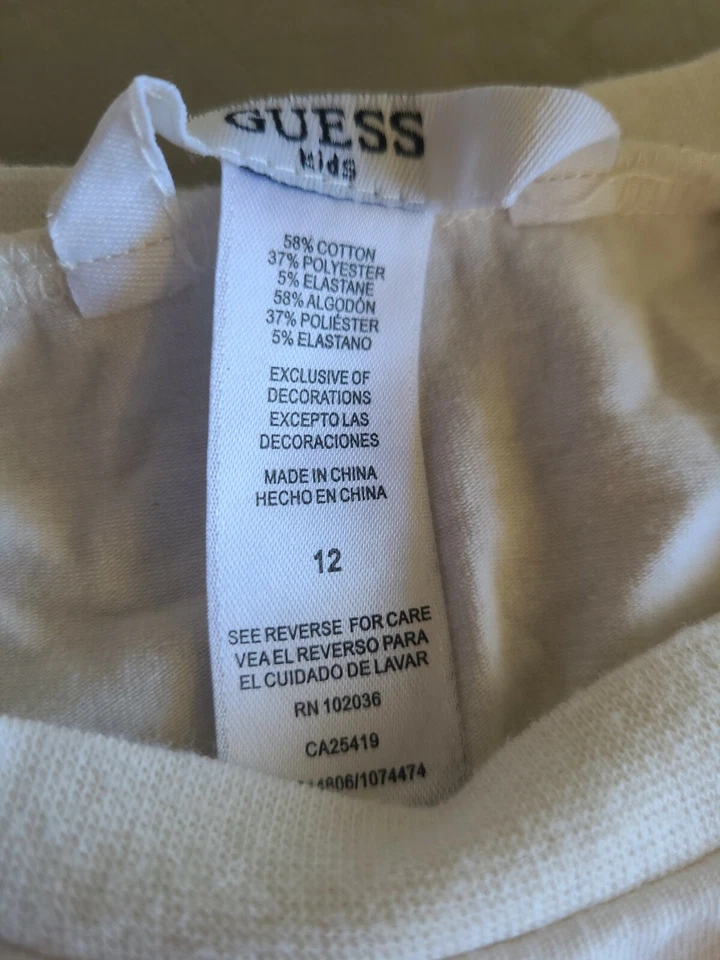 GUESS
kids
58% COTTON
37% POLYESTER
5% ELASTANE
58% ALGODÓN
37% POLIÉSTER
5% ELASTANO
EXCLUSIVE OF
DECORATIONS
EXCEPTO LAS
DECORACIONES
MADE IN CHINA
HECHO EN CHINA
12
SEE REVERSE FOR CARE
VEA EL REVERSO PARA
EL CUIDADO DE LAVAR
RN 102036
CA25419